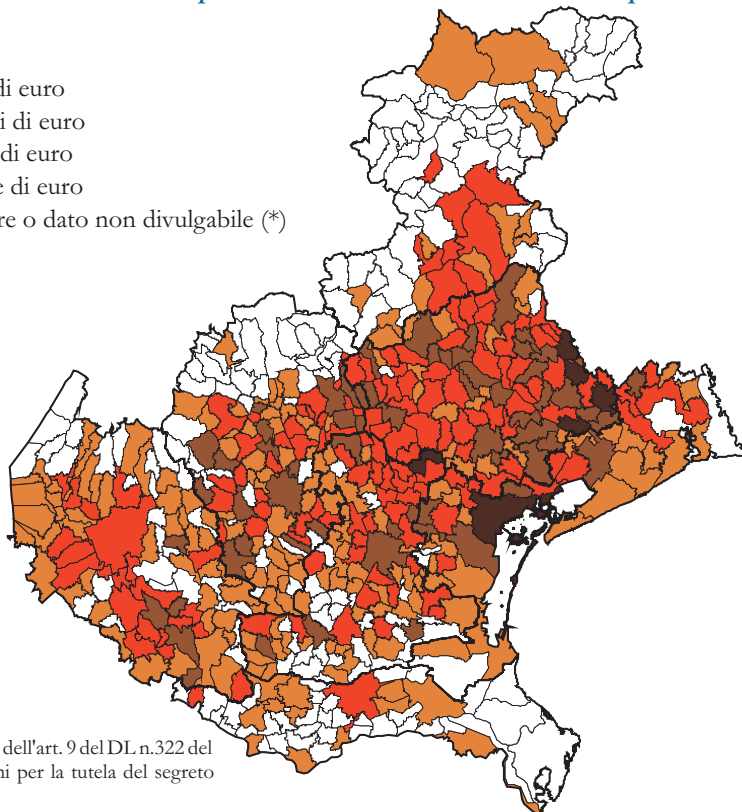 di euro
i di euro
di euro
e di euro
re o dato non divulgabile (*)
dell'art. 9 del DL n.322 del
ni per la tutela del segreto